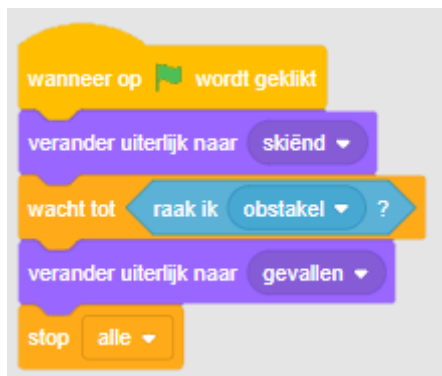 wanneer op wordt geklikt
verander uiterlijk naar skiënd
wacht tot raak ik obstakel ?
verander uiterlijk naar gevallen
stop alle